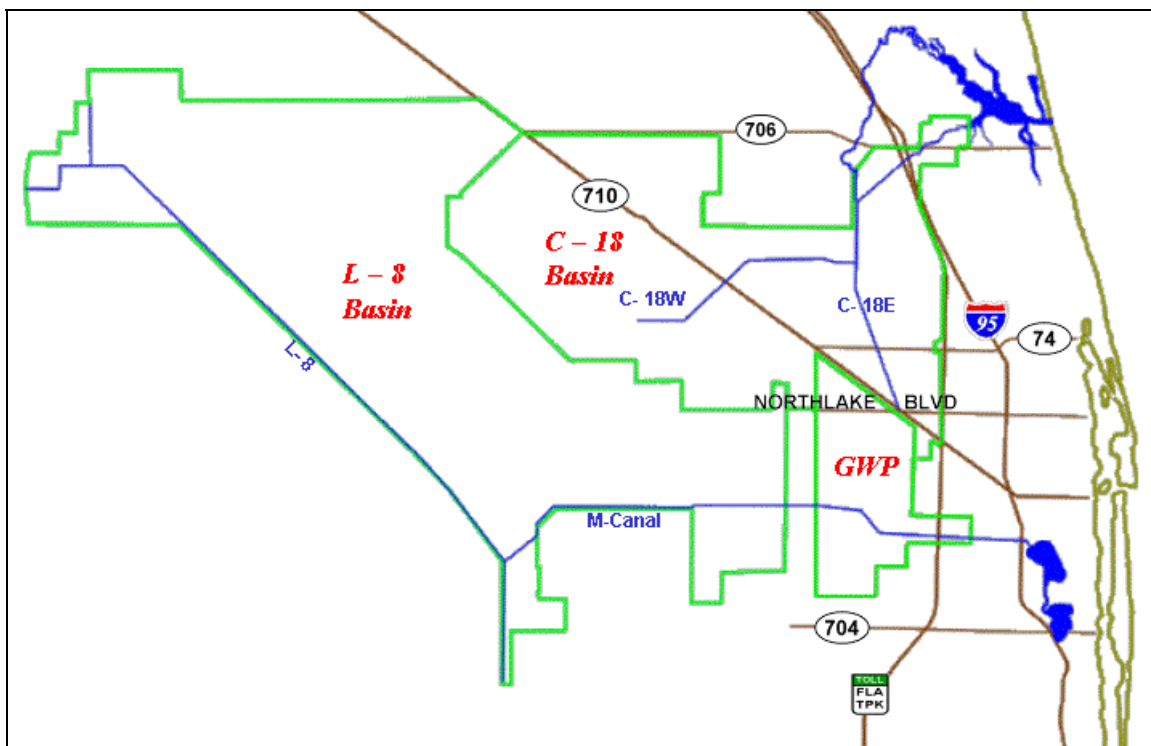 706
710
C – 18
Basin
L – 8
Basin
C- 18W
C- 18E
95
74
L- 8
NORTHLAKE BLVD
GWP
M-Canal
704
TOLL
FLA
TPK